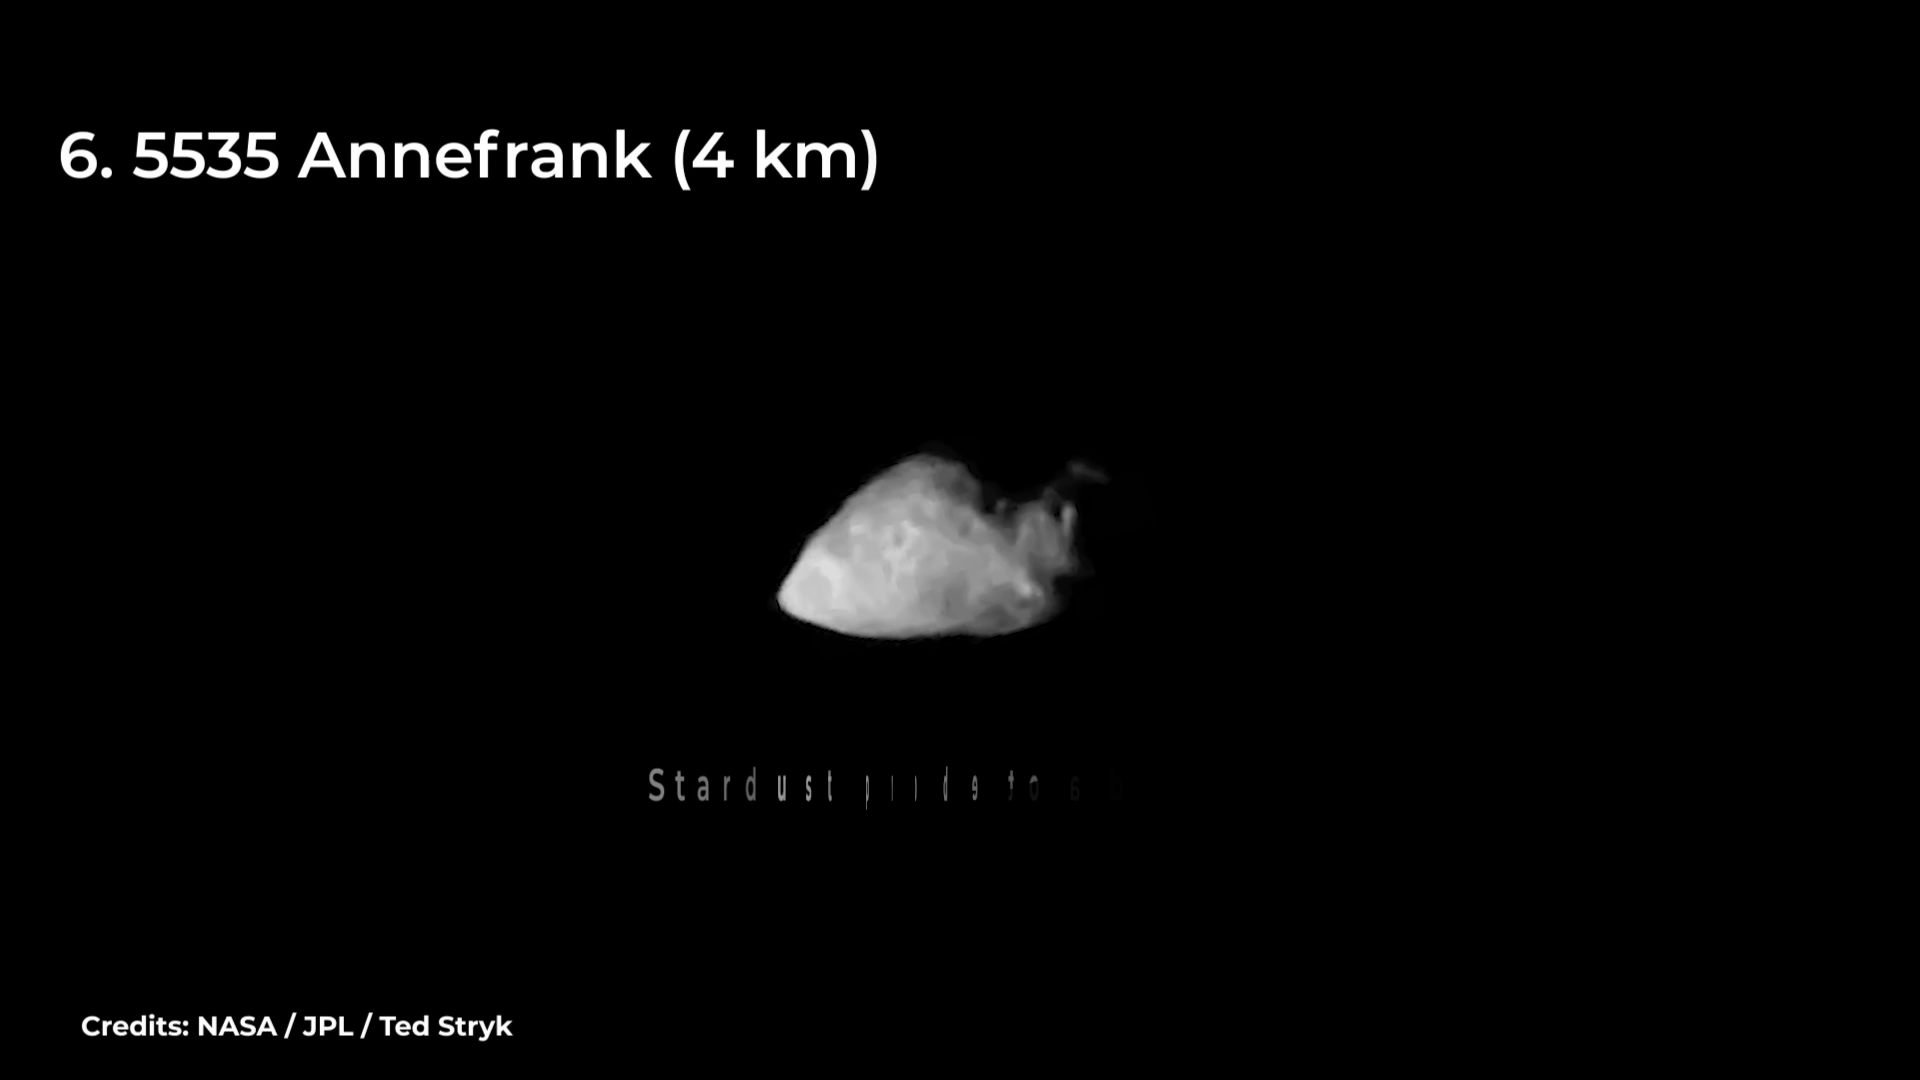 6. 5535 Annefrank (4 km)
Stardust
Credits: NASA / JPL / Ted Stryk